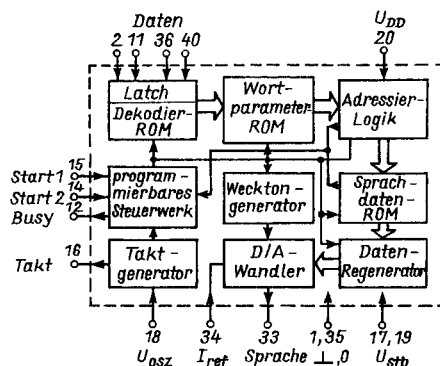 Daten
U_DD
2 11 36 40
20
Latch
Dekodier-
ROM
Wort-
parameter-
ROM
Adressier-
Logik
15
Start 1
14
Start 2
12
Busy
program-
mierbares
Steuerwerk
Weckton-
generator
Sprach-
daten-
ROM
16
Takt
Takt-
generator
D/A-
Wandler
Daten-
Regenerator
18 34 33 1,35 17,19
U_osz I_ref Sprache ⊥,0 U_stb